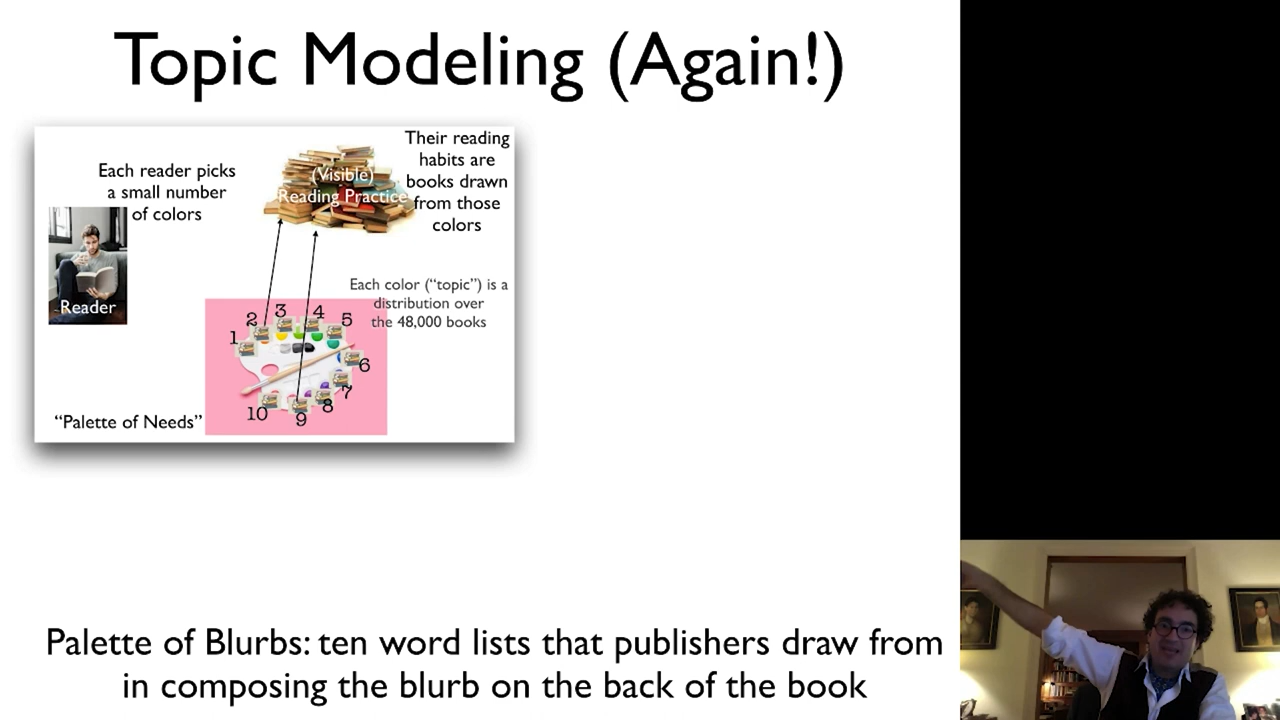 Topic Modeling (Again!)
Each reader picks
a small number
of colors
Reader
(Visible)
Reading Practice
Their reading
habits are
books drawn
from those
colors
Each color (“topic”) is a
distribution over
the 48,000 books
1
2
3
4
5
6
7
8
9
10
“Palette of Needs”
Palette of Blurbs: ten word lists that publishers draw from
in composing the blurb on the back of the book